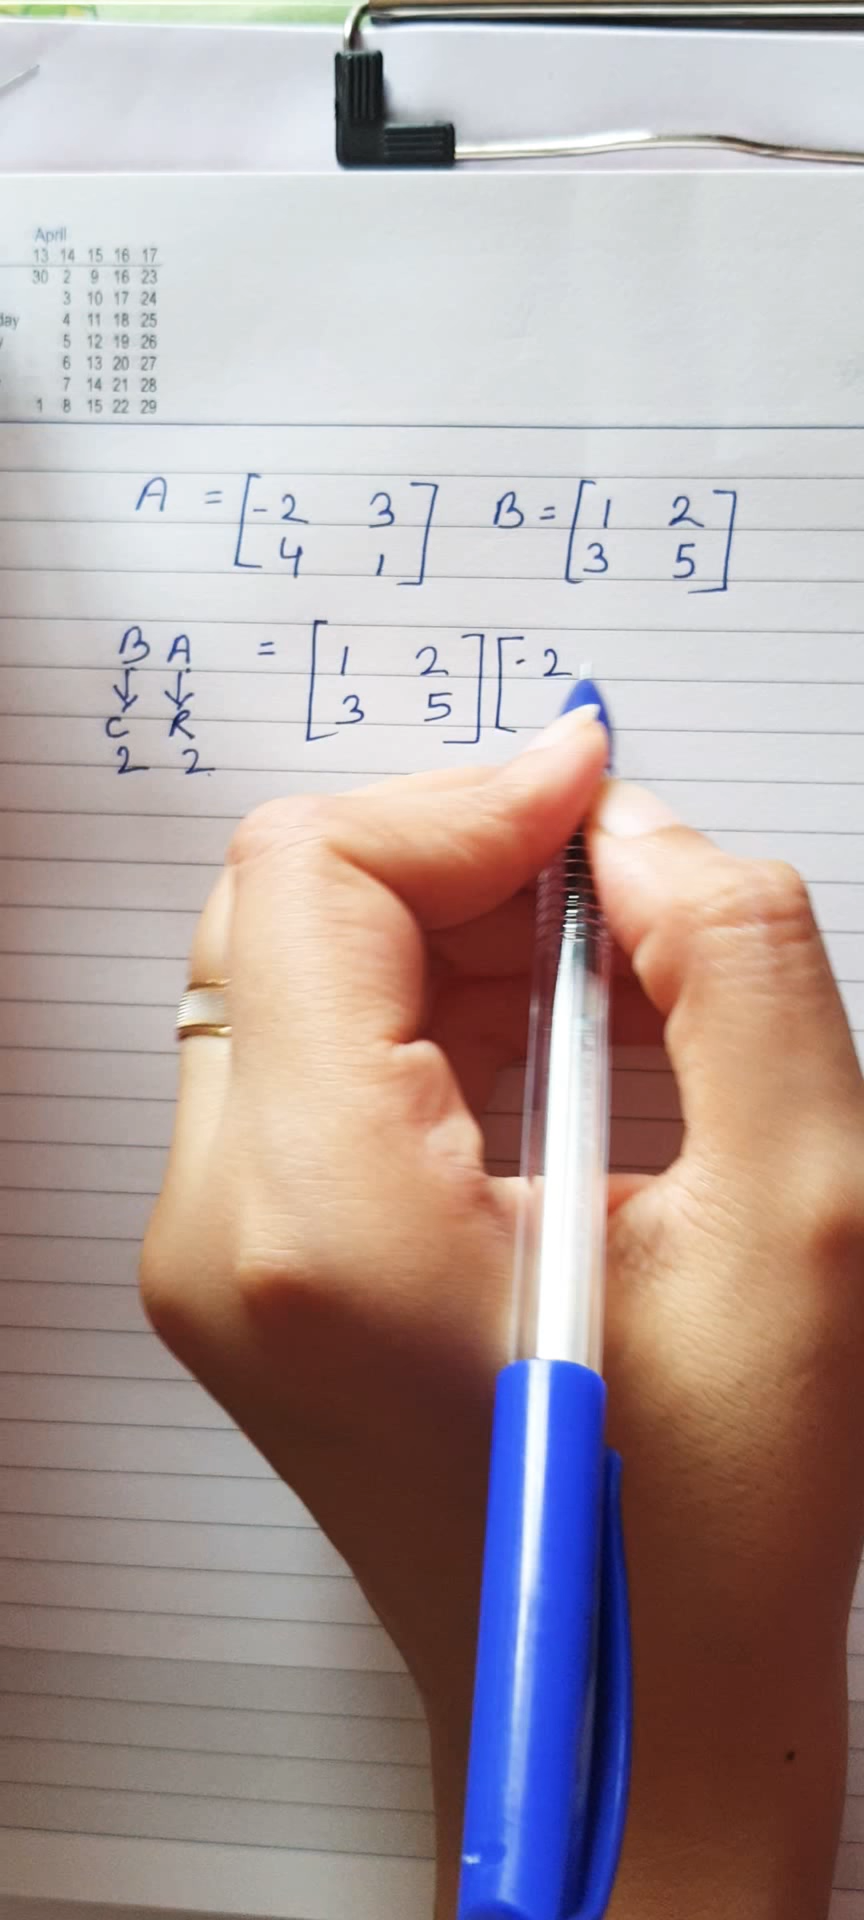 April
13 14 15 16 17
30 2 9 16 23
3 10 17 24
day 4 11 18 25
5 12 19 26
6 13 20 27
7 14 21 28
1 8 15 22 29
A = [-2 3] B = [1 2]
[4 1] [3 5]
B A = [1 2] [-2
↓ ↓ [3 5] [
C R
2 2